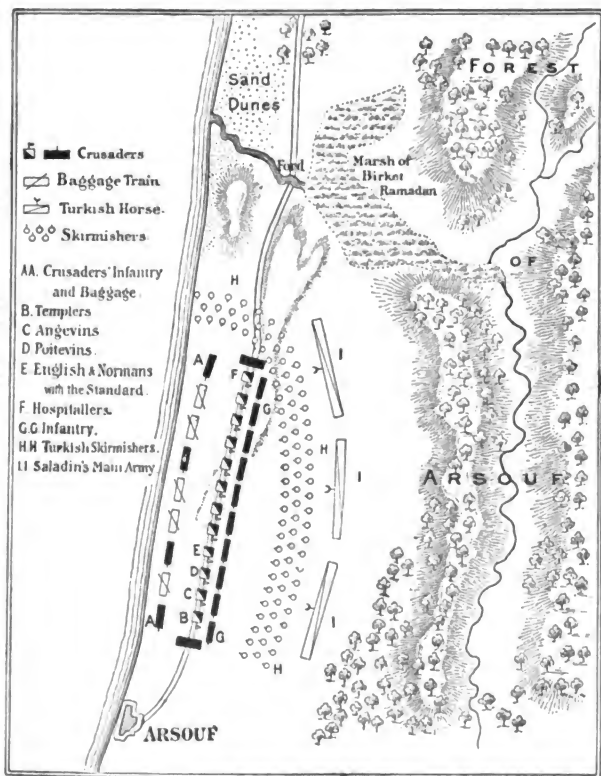 FOREST
Sand
Dunes
Ford
Marsh of
Birket
Ramadan
OF
ARSOUF
Crusaders
Baggage Train
Turkish Horse.
Skirmishers
AA. Crusaders' Infantry
and Baggage.
B. Templers
C Angevins
D Poitevins.
E English & Normans
with the Standard.
F. Hospitallers.
G.G Infantry.
H.H Turkish Skirmishers.
I.I Saladin's Main Army.
H
A
F
G
I
H
I
E
D
C
B
A
G
I
H
ARSOUF